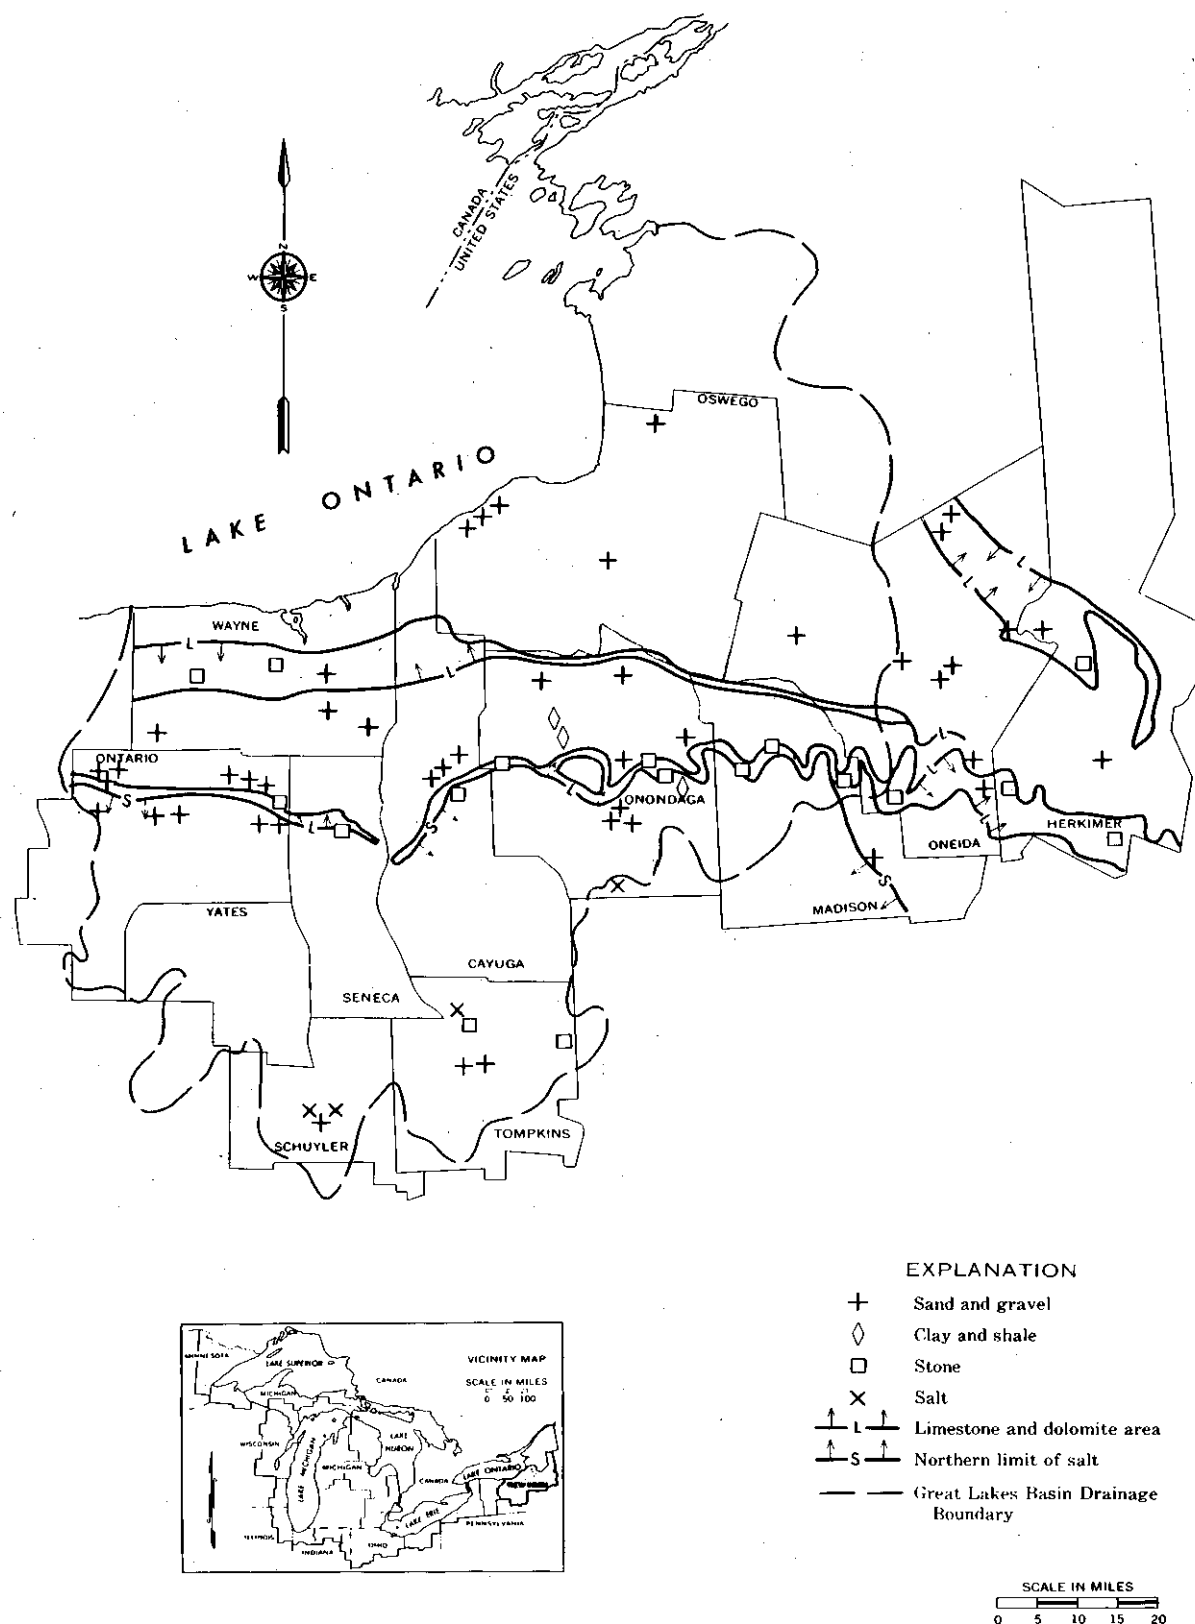 CANADA
UNITED STATES
N
W E
S
OSWEGO
LAKE ONTARIO
WAYNE
L
L
L
L
L
ONTARIO
S
L
L
L
L
S
ONONDAGA
ONEIDA
HERKIMER
S
MADISON
YATES
CAYUGA
SENECA
SCHUYLER
TOMPKINS
EXPLANATION
Sand and gravel
Clay and shale
Stone
Salt
L Limestone and dolomite area
S Northern limit of salt
Great Lakes Basin Drainage
Boundary
SCALE IN MILES
0 5 10 15 20
VICINITY MAP
SCALE IN MILES
0 50 100
MINNESOTA
LAKE SUPERIOR
CANADA
MICHIGAN
WISCONSIN
LAKE MICHIGAN
MICHIGAN
LAKE
HURON
CANADA
LAKE ONTARIO
NEW YORK
LAKE ERIE
PENNSYLVANIA
ILLINOIS
INDIANA
OHIO